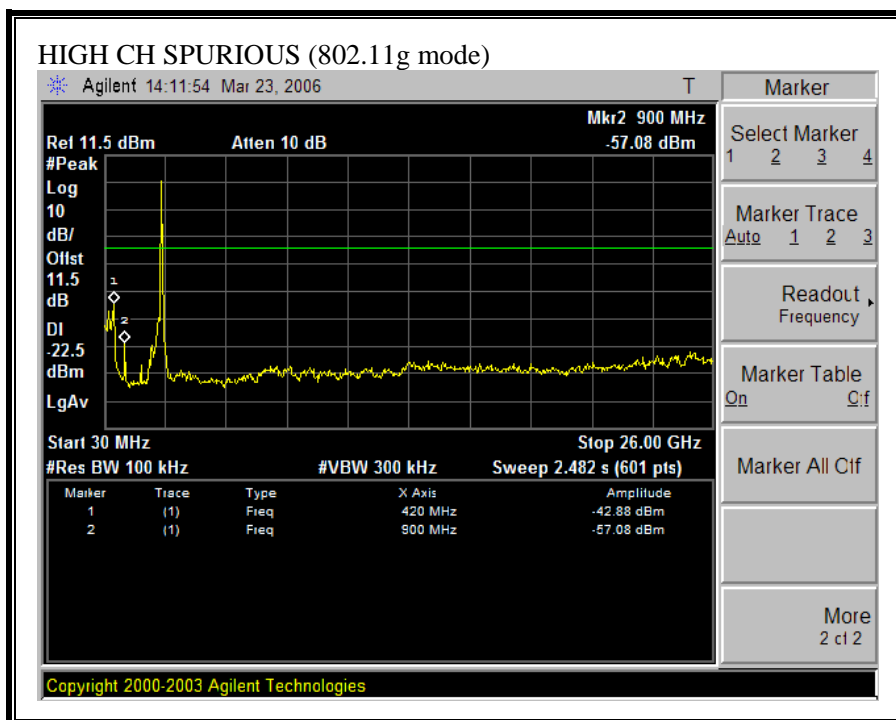 HIGH CH SPURIOUS (802.11g mode)
Agilent 14:11:54 Mar 23, 2006 T
Mkr2 900 MHz
Ref 11.5 dBm Atten 10 dB -57.08 dBm
#Peak
Log
10
dB/
Offst
11.5
dB
DI
-22.5
dBm
LgAv
1
2
Start 30 MHz Stop 26.00 GHz
#Res BW 100 kHz #VBW 300 kHz Sweep 2.482 s (601 pts)
Marker Trace Type X Axis Amplitude
1 (1) Freq 420 MHz -42.88 dBm
2 (1) Freq 900 MHz -57.08 dBm
Copyright 2000-2003 Agilent Technologies
Marker
Select Marker
1 2 3 4
Marker Trace
Auto 1 2 3
Readout
Frequency
Marker Table
On Off
Marker All Off
More
2 of 2